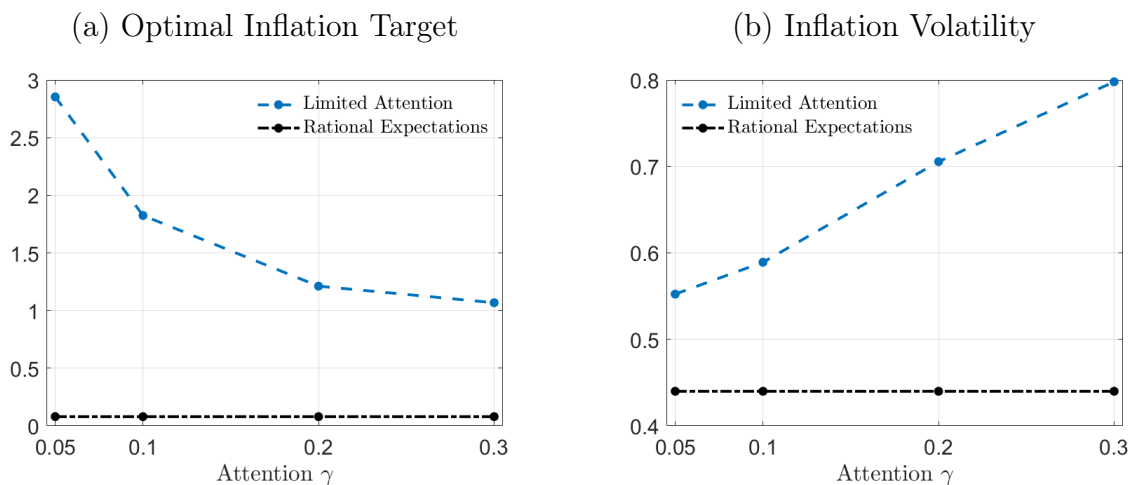 (a) Optimal Inflation Target
3
2.5
2
1.5
1
0.5
0
Limited Attention
Rational Expectations
0.05
0.1
0.2
0.3
Attention γ
(b) Inflation Volatility
0.8
0.7
0.6
0.5
0.4
Limited Attention
Rational Expectations
0.05
0.1
0.2
0.3
Attention γ